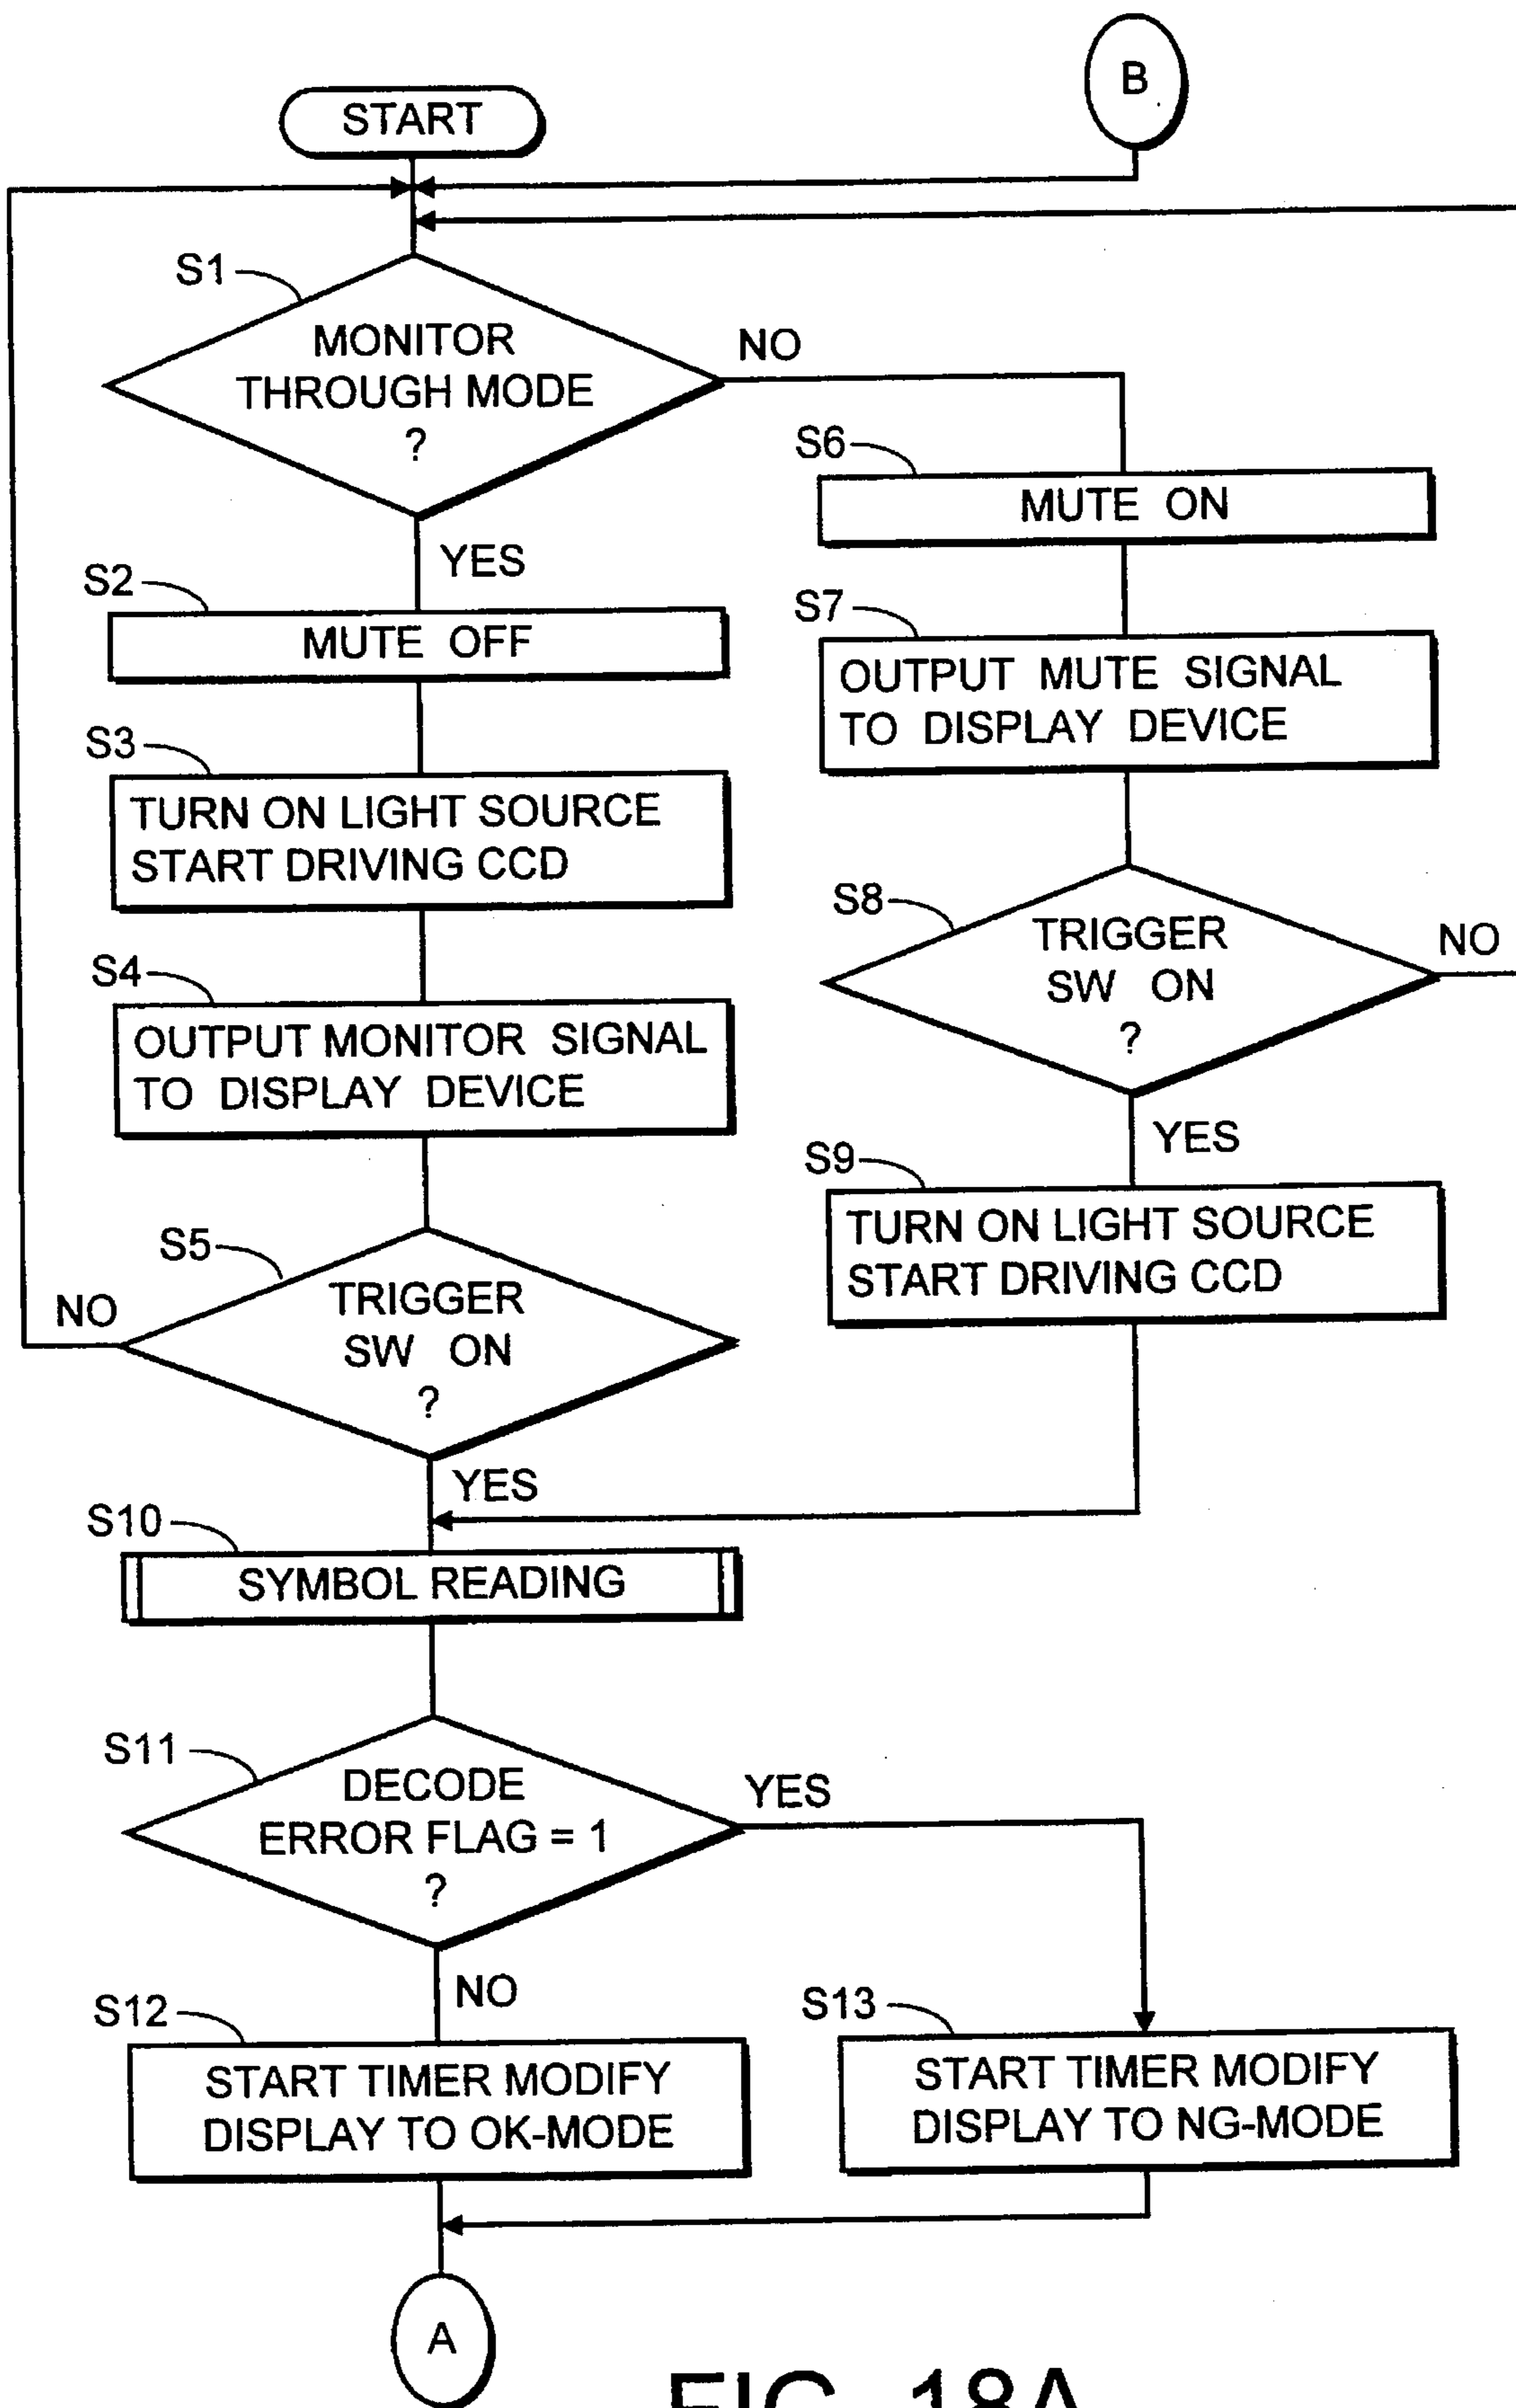 B
START
S1
MONITOR
THROUGH MODE
?
NO
YES
S2
MUTE OFF
S3
TURN ON LIGHT SOURCE
START DRIVING CCD
S4
OUTPUT MONITOR SIGNAL
TO DISPLAY DEVICE
S5
TRIGGER
SW ON
?
NO
YES
S6
MUTE ON
S7
OUTPUT MUTE SIGNAL
TO DISPLAY DEVICE
S8
TRIGGER
SW ON
?
NO
YES
S9
TURN ON LIGHT SOURCE
START DRIVING CCD
S10
SYMBOL READING
S11
DECODE
ERROR FLAG = 1
?
YES
NO
S12
START TIMER MODIFY
DISPLAY TO OK-MODE
S13
START TIMER MODIFY
DISPLAY TO NG-MODE
A
FIG. 18A